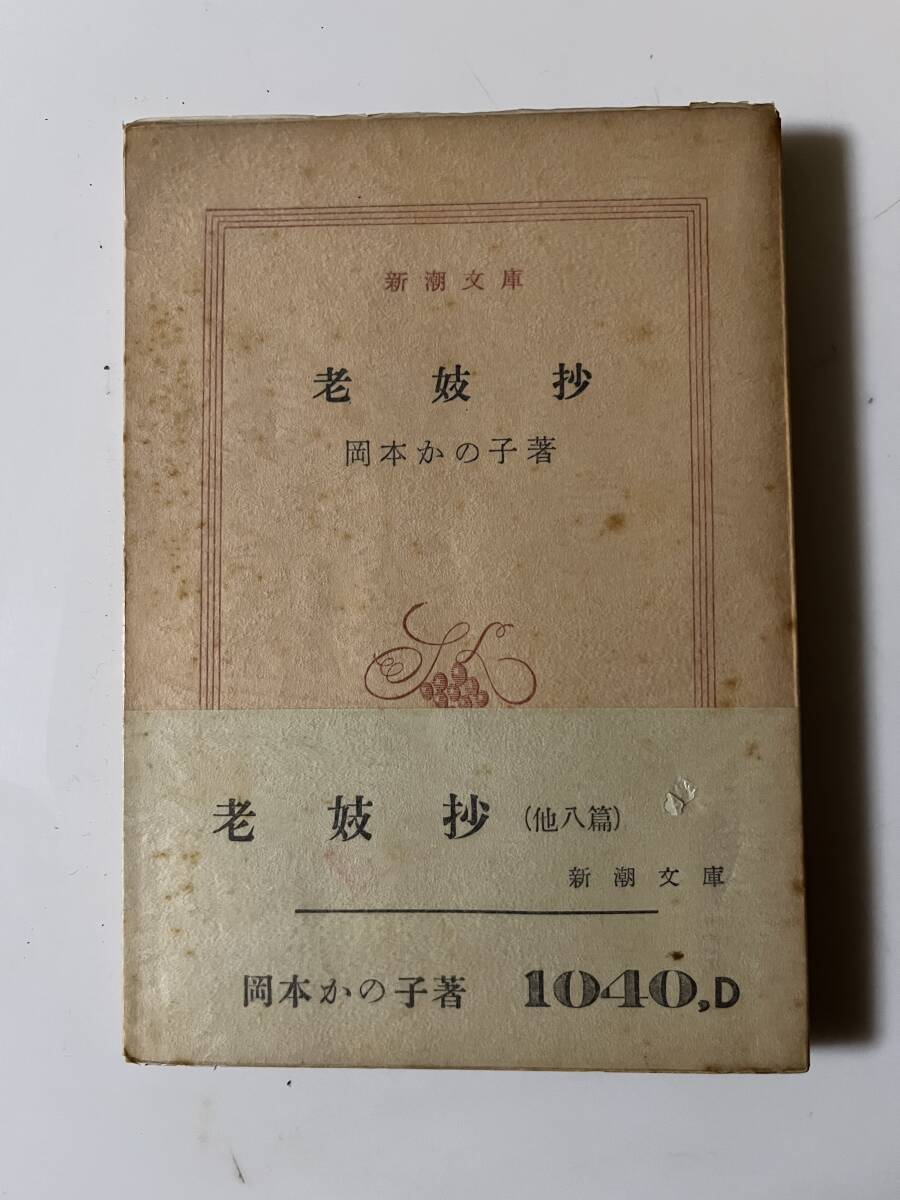 新潮文庫
老妓抄
岡本かの子著
老妓抄(他八篇)
新潮文庫
岡本かの子著 1040,D